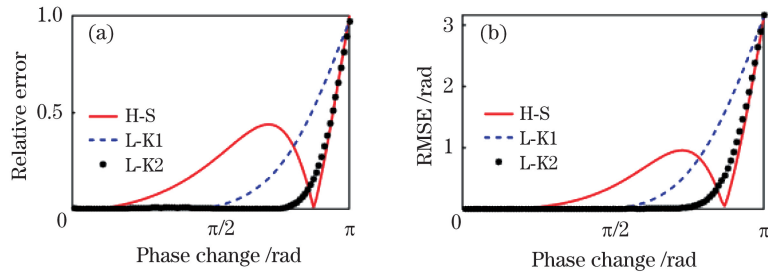 (a)
Relative error
1.0
0.5
0
H-S
L-K1
L-K2
π/2
π
Phase change /rad
(b)
RMSE /rad
3
2
1
0
H-S
L-K1
L-K2
π/2
π
Phase change /rad